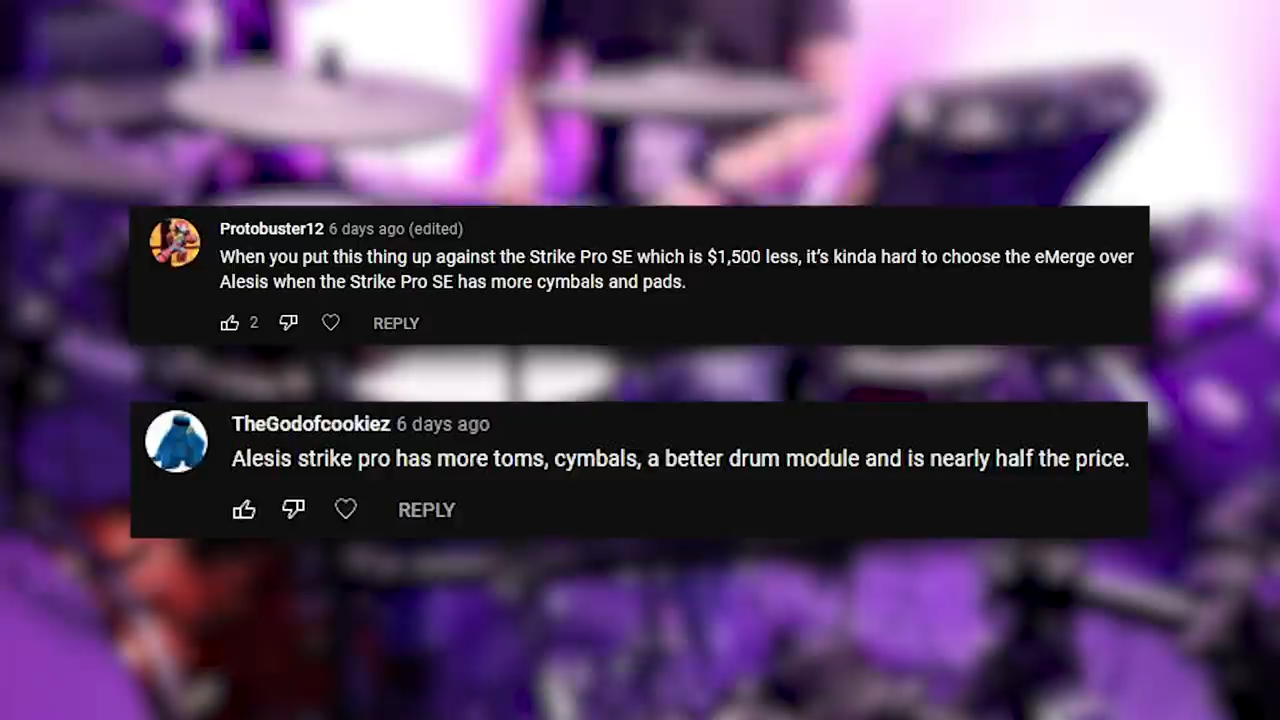 Protobuster12 6 days ago (edited)
When you put this thing up against the Strike Pro SE which is $1,500 less, it's kinda hard to choose the eMerge over
Alesis when the Strike Pro SE has more cymbals and pads.
2 REPLY
TheGodofcookiez 6 days ago
Alesis strike pro has more toms, cymbals, a better drum module and is nearly half the price.
REPLY